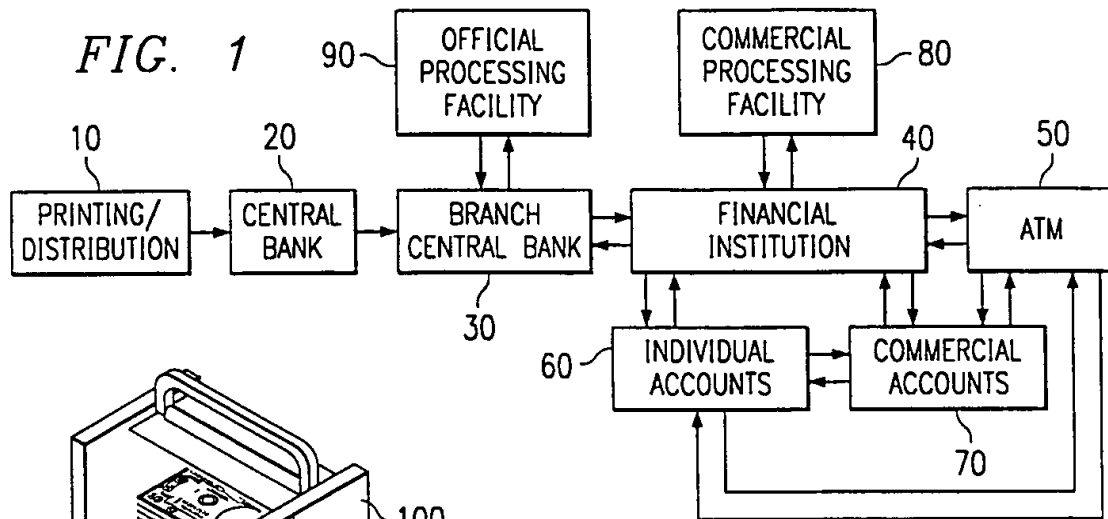 FIG. 1
90
OFFICIAL
PROCESSING
FACILITY
COMMERCIAL
PROCESSING
FACILITY
80
10
20
40
50
PRINTING/
DISTRIBUTION
CENTRAL
BANK
BRANCH
CENTRAL BANK
FINANCIAL
INSTITUTION
ATM
30
60
INDIVIDUAL
ACCOUNTS
COMMERCIAL
ACCOUNTS
70
100